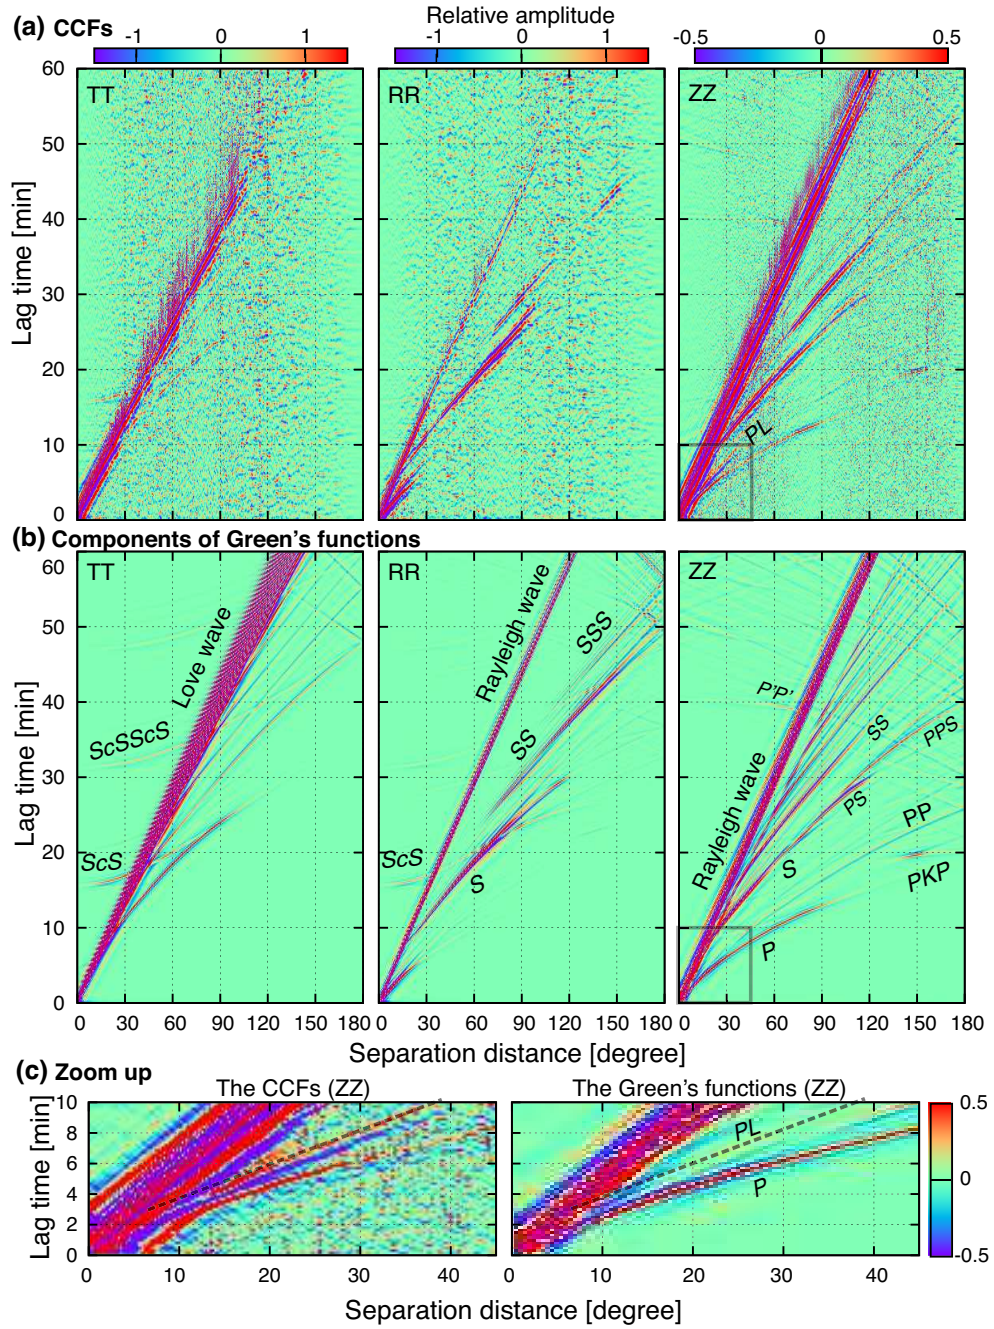 Relative amplitude
(a) CCFs
-1 0 1
-1 0 1
-0.5 0 0.5
TT
RR
ZZ
60
50
40
30
20
10
0
Lag time [min]
PL
(b) Components of Green's functions
TT
RR
ZZ
60
50
40
30
20
10
0
Lag time [min]
Love wave
ScSScS
ScS
Rayleigh wave
SSS
SS
ScS
S
P'P'
Rayleigh wave
SS
PPS
PS
PP
S
PKP
P
0 30 60 90 120 150 180
0 30 60 90 120 150 180
0 30 60 90 120 150 180
Separation distance [degree]
(c) Zoom up
The CCFs (ZZ)
The Green's functions (ZZ)
10
8
6
4
2
0
Lag time [min]
PL
P
0.5
0
-0.5
0 10 20 30 40
0 10 20 30 40
Separation distance [degree]